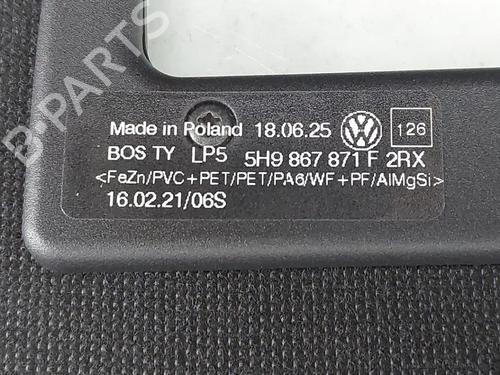 B-PARTS
Made in Poland 18.06.25 VW 126
BOS TY LP5 5H9 867 871 F 2RX
<FeZn/PVC+PET/PET/PA6/WF+PF/AlMgSi>
16.02.21/06S